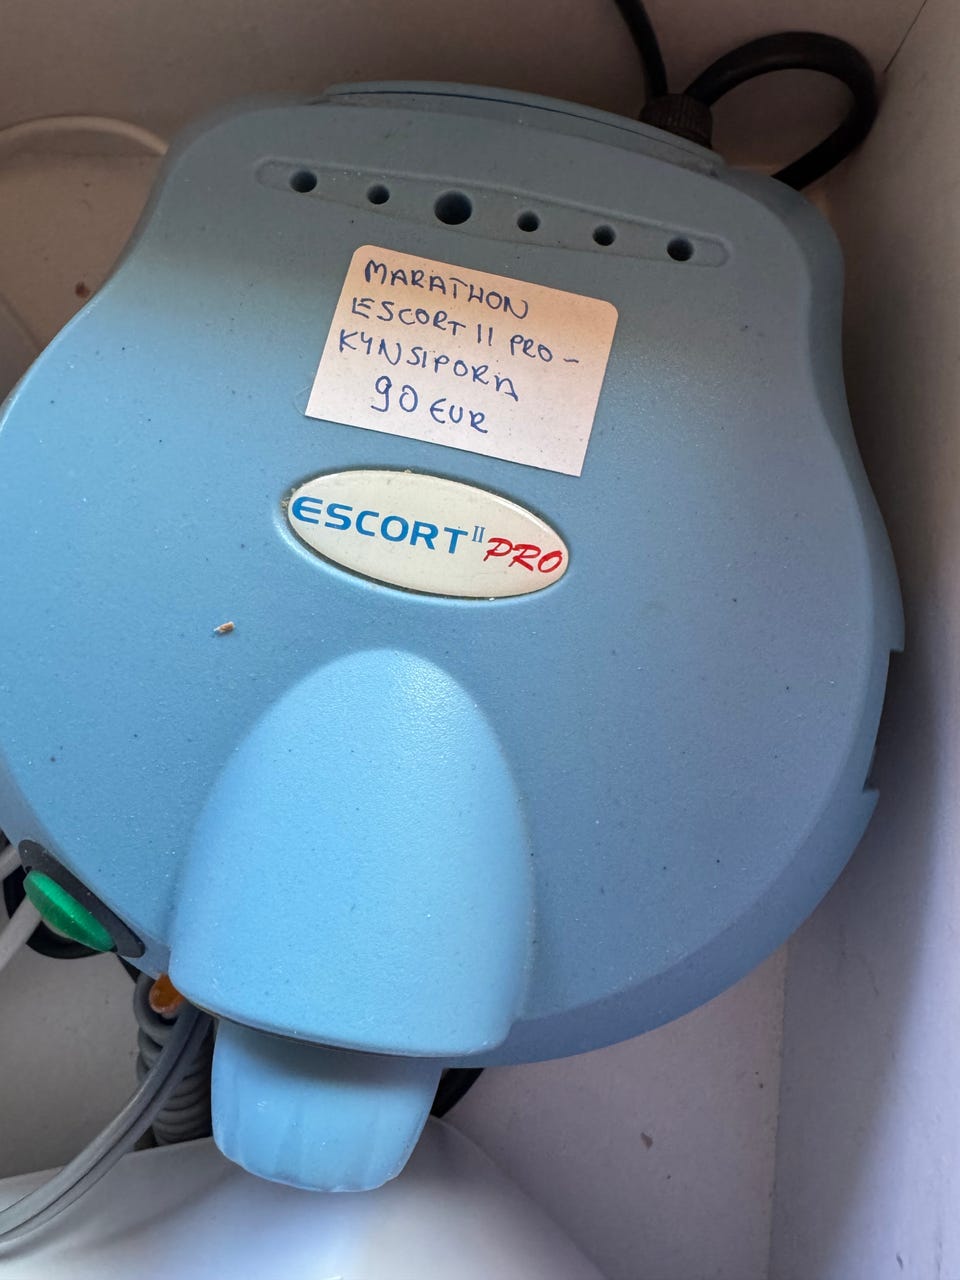 MARATHON
ESCORT II PRO-
KYNSIPORA
90 EUR
ESCORT II PRO